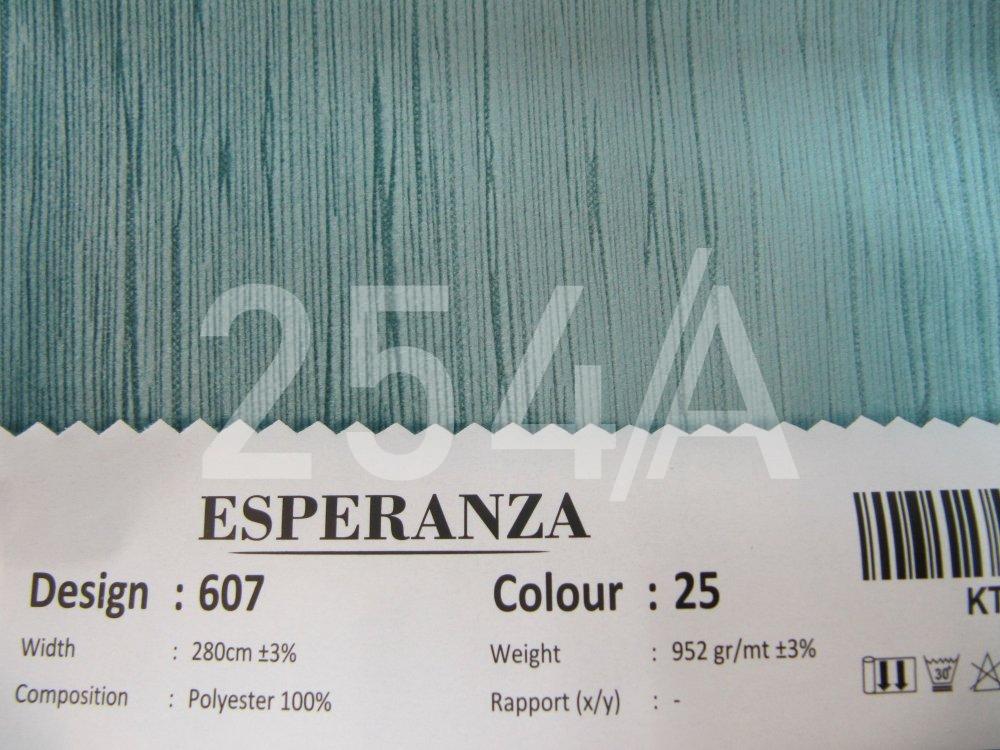 254/A
ESPERANZA
Design : 607 Colour : 25
KT
Width : 280cm ±3% Weight : 952 gr/mt ±3%
30°
Composition : Polyester 100% Rapport (x/y) : -